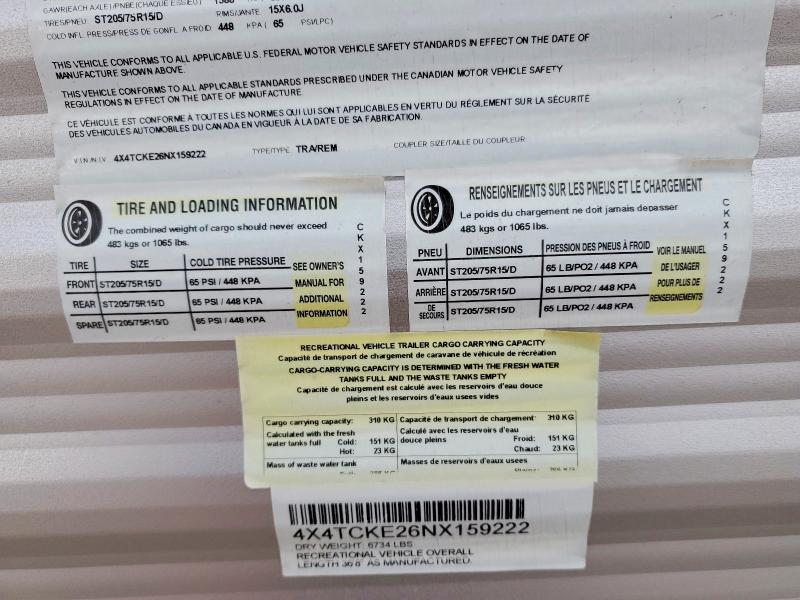 GAWR(EACH AXLE)/PNBE(CHAQUE ESSIEU) 1588
TIRES/PNEU ST205/75R15/D RIMS/JANTE 15X6.0J
COLD INFL. PRESS/PRESS DE GONFL. A FROID 448 KPA ( 65 PSI/LPC)
THIS VEHICLE CONFORMS TO ALL APPLICABLE U.S. FEDERAL MOTOR VEHICLE SAFETY STANDARDS IN EFFECT ON THE DATE OF
MANUFACTURE SHOWN ABOVE.
THIS VEHICLE CONFORMS TO ALL APPLICABLE STANDARDS PRESCRIBED UNDER THE CANADIAN MOTOR VEHICLE SAFETY
REGULATIONS IN EFFECT ON THE DATE OF MANUFACTURE.
CE VÉHICULE EST CONFORME À TOUTES LES NORMES QUI LUI SONT APPLICABLES EN VERTU DU RÉGLEMENT SUR LA SÉCURITÉ
DES VÉHICULES AUTOMOBILES DU CANADA EN VIGUEUR À LA DATE DE SA FABRICATION.
V.I.N./N.I.V. 4X4TCKE26NX159222 TYPE/TYPE TRA/REM COUPLER SIZE/TAILLE DU COUPLEUR
TIRE AND LOADING INFORMATION
The combined weight of cargo should never exceed
483 kgs or 1065 lbs.
TIRE SIZE COLD TIRE PRESSURE SEE OWNER'S
FRONT ST205/75R15/D 65 PSI / 448 KPA MANUAL FOR
REAR ST205/75R15/D 65 PSI / 448 KPA ADDITIONAL
SPARE ST205/75R15/D 65 PSI / 448 KPA INFORMATION
CKX159222
RENSEIGNEMENTS SUR LES PNEUS ET LE CHARGEMENT
Le poids du chargement ne doit jamais depasser
483 kgs or 1065 lbs.
PNEU DIMENSIONS PRESSION DES PNEUS À FROID VOIR LE MANUEL
AVANT ST205/75R15/D 65 LB/PO2 / 448 KPA DE L'USAGER
ARRIÈRE ST205/75R15/D 65 LB/PO2 / 448 KPA POUR PLUS DE
DE SECOURS ST205/75R15/D 65 LB/PO2 / 448 KPA RENSEIGNEMENTS
CKX159222
RECREATIONAL VEHICLE TRAILER CARGO CARRYING CAPACITY
Capacité de transport de chargement de caravane de véhicule de récréation
CARGO-CARRYING CAPACITY IS DETERMINED WITH THE FRESH WATER
TANKS FULL AND THE WASTE TANKS EMPTY
Capacité de chargement est calculé avec les reservoirs d'eau douce
pleins et les reservoirs d'eaux usees vides
Cargo carrying capacity: 310 KG Capacité de transport de chargement: 310 KG
Calculated with the fresh Calculé avec les reservoirs d'eau
water tanks full Cold: 151 KG douce pleins Froid: 151 KG
Hot: 23 KG Chaud: 23 KG
Mass of waste water tank Masses de reservoirs d'eaux usees
4X4TCKE26NX159222
DRY WEIGHT: 6734 LBS
RECREATIONAL VEHICLE OVERALL
LENGTH 30'8" AS MANUFACTURED.